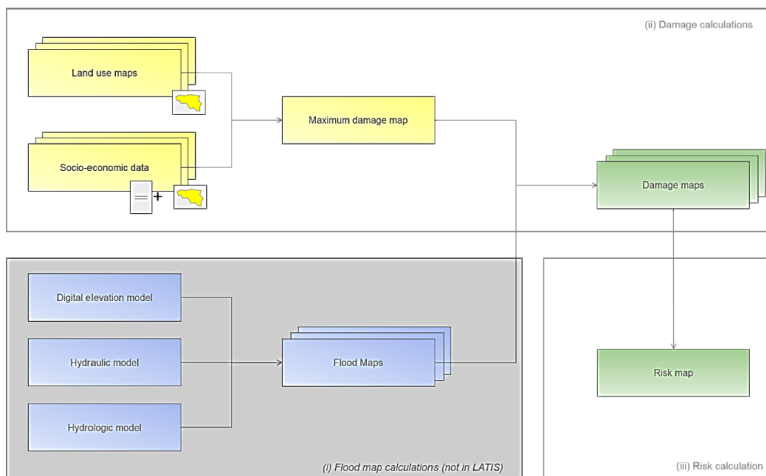 (ii) Damage calculations
Land use maps
Maximum damage map
Socio-economic data
+
Damage maps
Digital elevation model
Hydraulic model
Flood Maps
Risk map
Hydrologic model
(i) Flood map calculations (not in LATIS)
(iii) Risk calculation